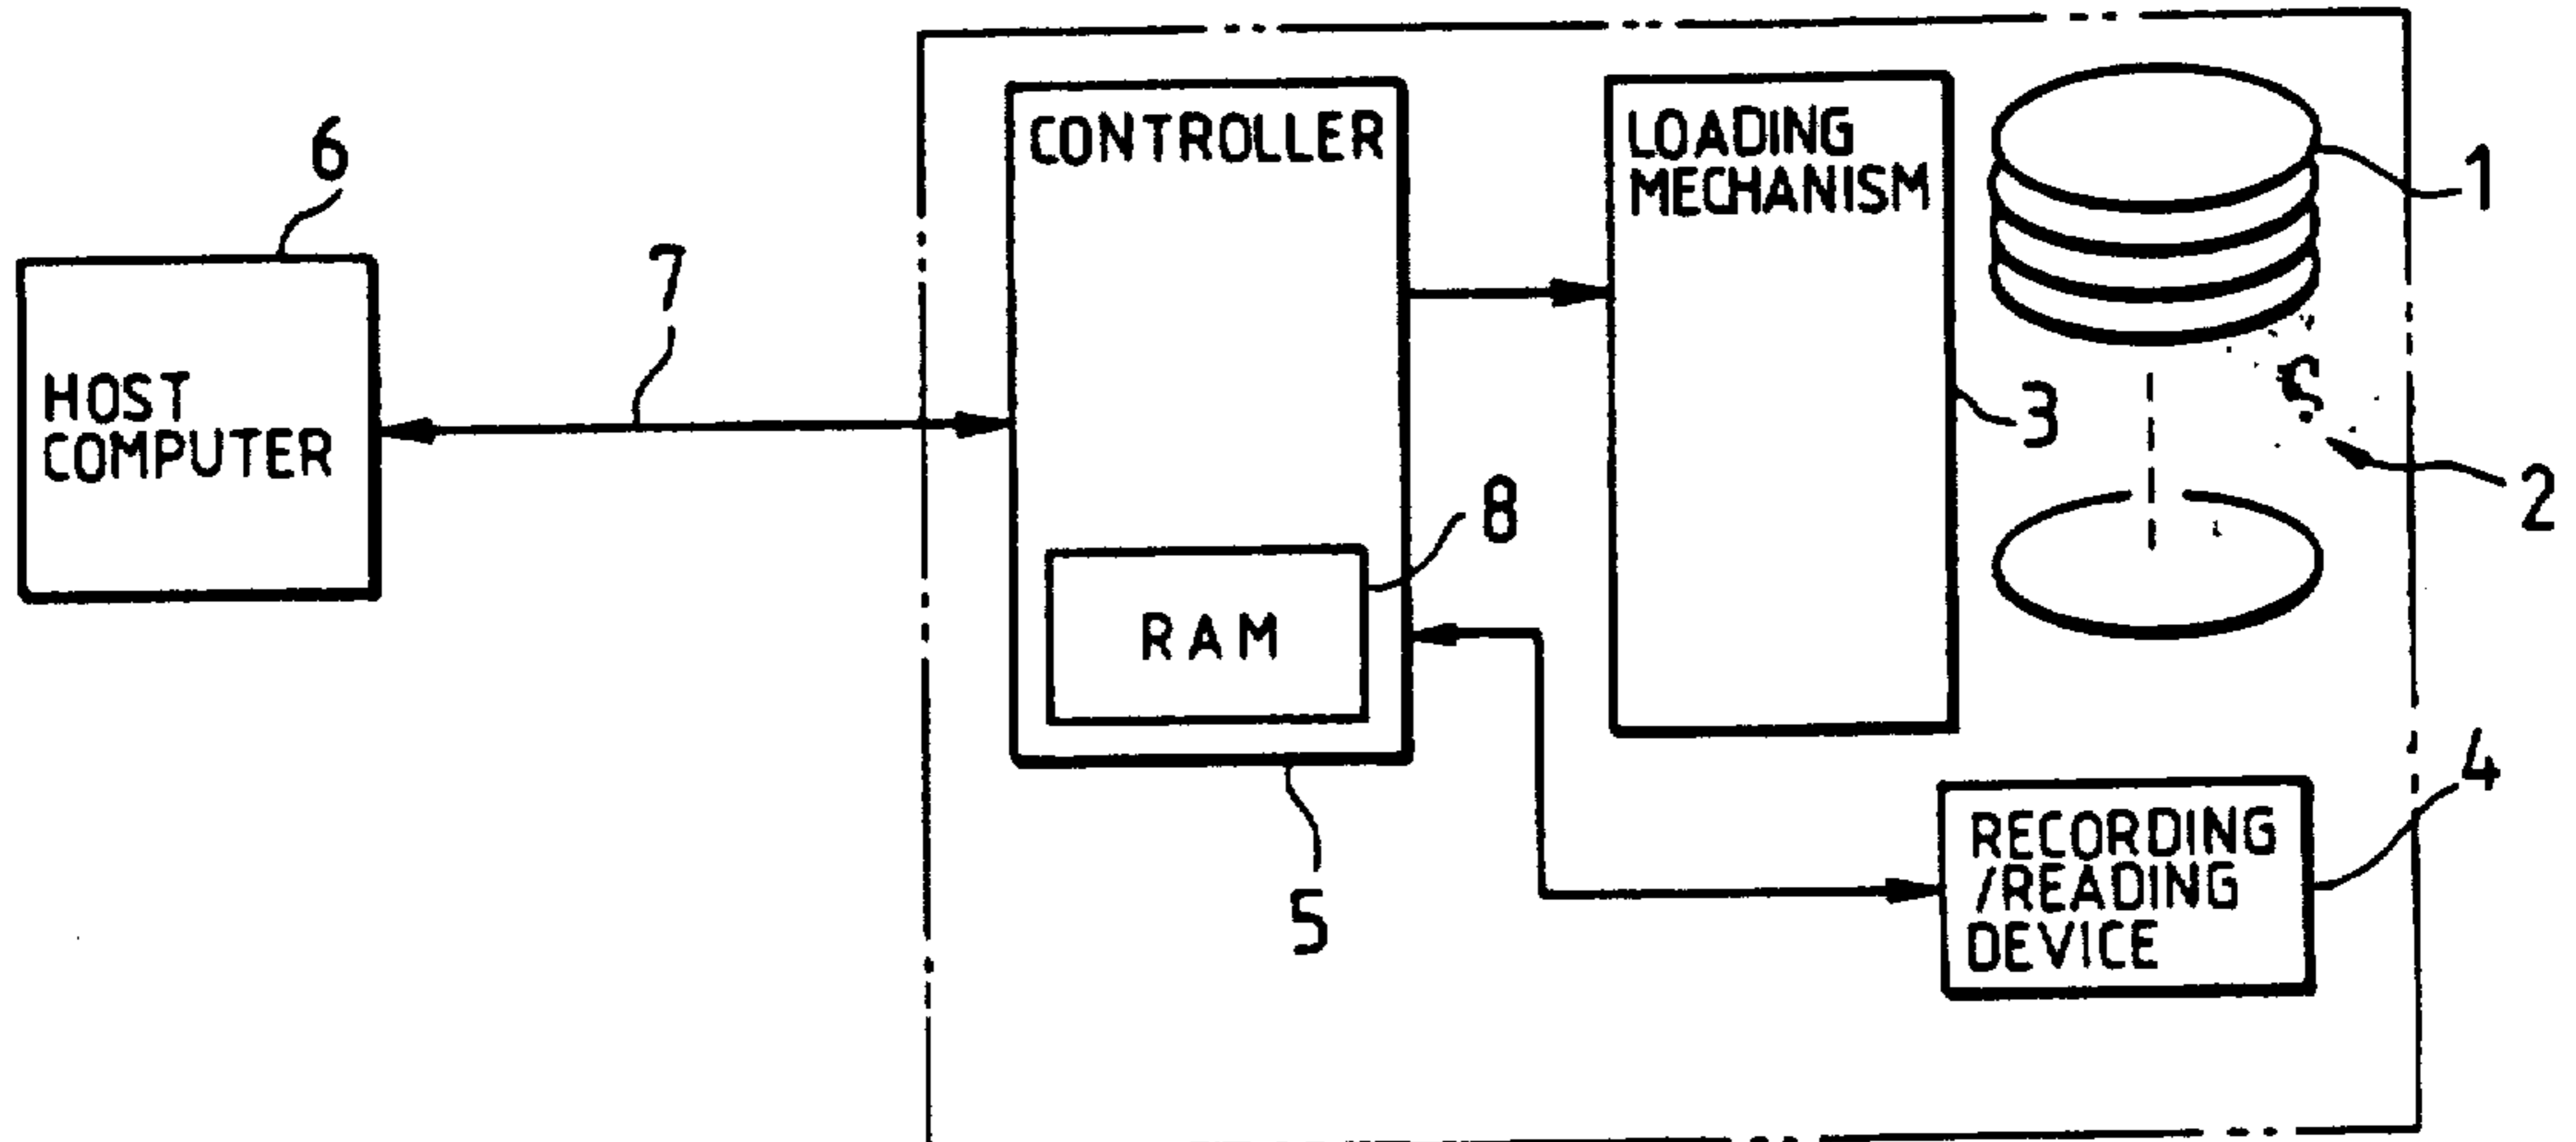 6
HOST
COMPUTER
7
CONTROLLER
RAM
8
5
LOADING
MECHANISM
3
1
2
RECORDING
/READING
DEVICE
4